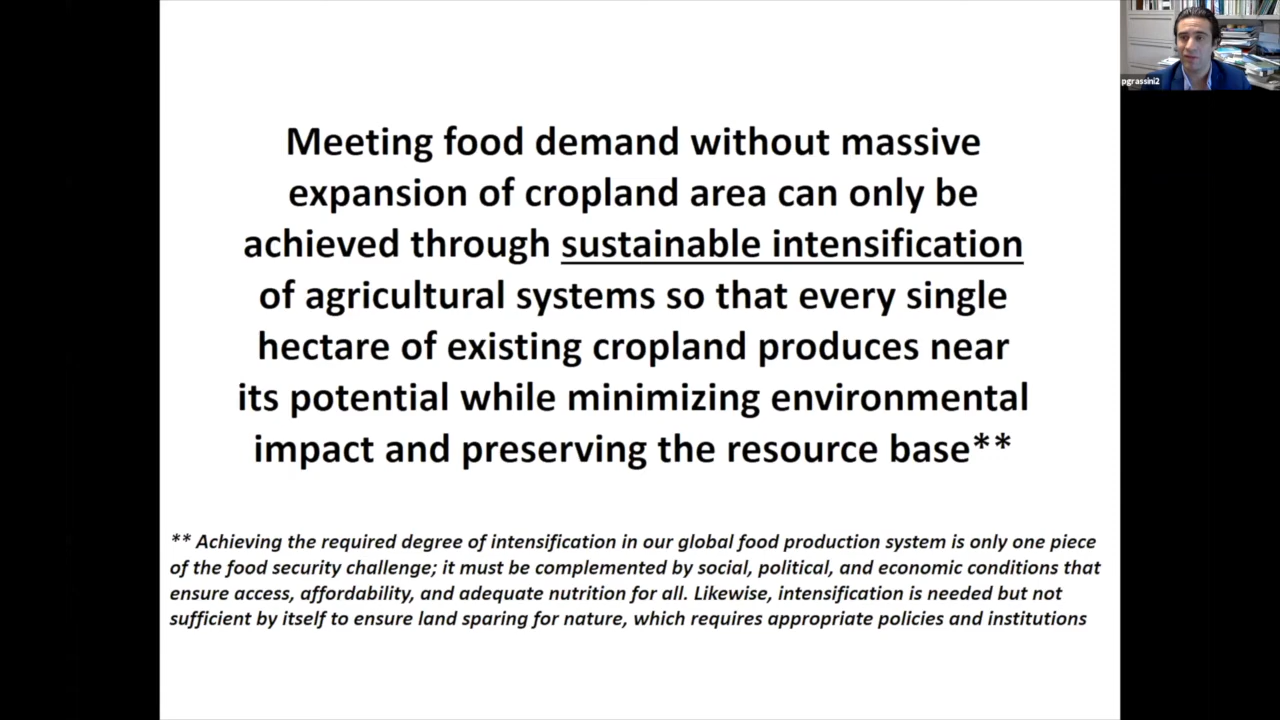 pgrassini2
Meeting food demand without massive
expansion of cropland area can only be
achieved through sustainable intensification
of agricultural systems so that every single
hectare of existing cropland produces near
its potential while minimizing environmental
impact and preserving the resource base**
** Achieving the required degree of intensification in our global food production system is only one piece
of the food security challenge; it must be complemented by social, political, and economic conditions that
ensure access, affordability, and adequate nutrition for all. Likewise, intensification is needed but not
sufficient by itself to ensure land sparing for nature, which requires appropriate policies and institutions